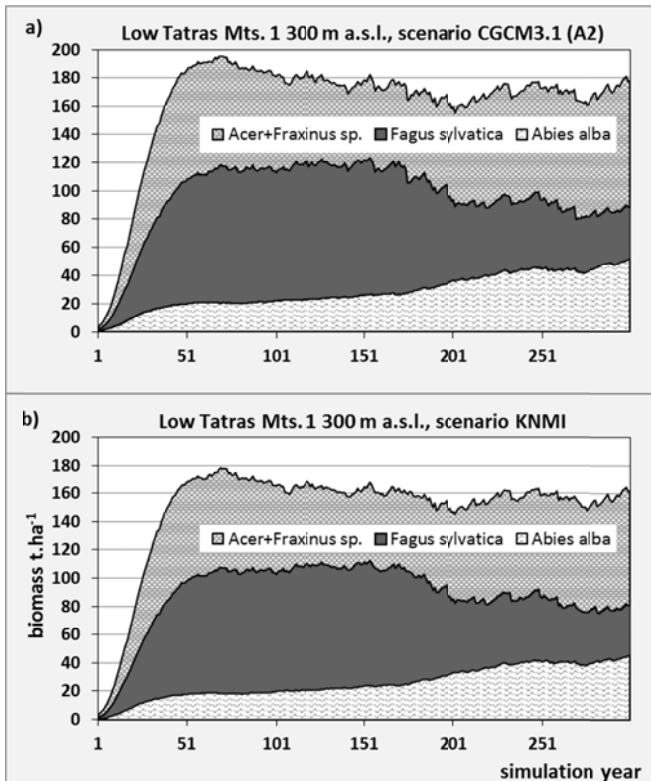 a)
Low Tatras Mts. 1 300 m a.s.l., scenario CGCM3.1 (A2)
200
180
160
140
120
100
80
60
40
20
0
Acer+Fraxinus sp. Fagus sylvatica Abies alba
1 51 101 151 201 251
b)
Low Tatras Mts. 1 300 m a.s.l., scenario KNMI
biomass t.ha-1
200
180
160
140
120
100
80
60
40
20
0
Acer+Fraxinus sp. Fagus sylvatica Abies alba
1 51 101 151 201 251
simulation year